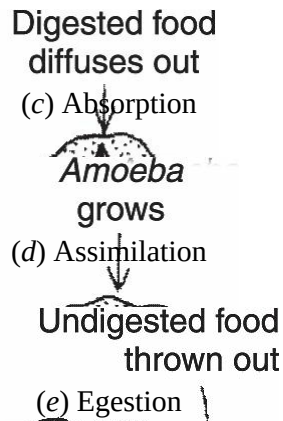 Digested food
diffuses out
(c) Absorption
Amoeba
grows
(d) Assimilation
Undigested food
thrown out
(e) Egestion